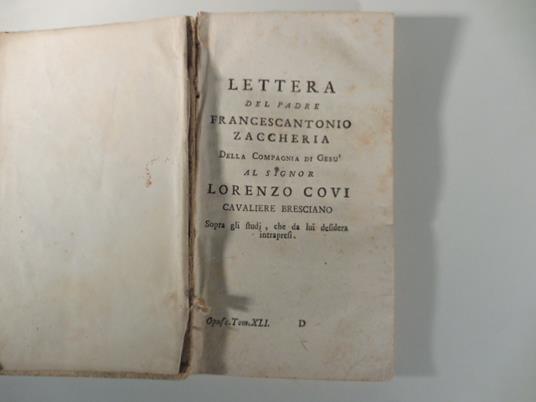 LETTERA
DEL PADRE
FRANCESCANTONIO
ZACCHERIA
DELLA COMPAGNIA DI GESU'
AL SIGNOR
LORENZO COVI
CAVALIERE BRESCIANO
Sopra gli studj, che da lui desidera
intrapresi.
Opusc. Tom. XLI. D